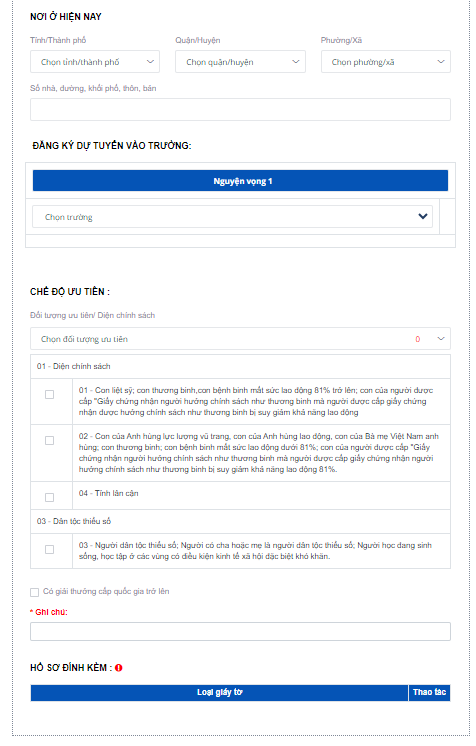 NƠI Ở HIỆN NAY
Tỉnh/Thành phố Quận/Huyện Phường/Xã
Chọn tỉnh/thành phố Chọn quận/huyện Chọn phường/xã
Số nhà, đường, khối phố, thôn, bản
ĐĂNG KÝ DỰ TUYỂN VÀO TRƯỜNG:
Nguyện vọng 1
Chọn trường
CHẾ ĐỘ ƯU TIÊN :
Đối tượng ưu tiên/ Diện chính sách
Chọn đối tượng ưu tiên 0
01 - Diện chính sách
01 - Con liệt sỹ; con thương binh,con bệnh binh mất sức lao động 81% trở lên; con của người được
cấp "Giấy chứng nhận người hưởng chính sách như thương binh mà người được cấp giấy chứng
nhận được hưởng chính sách như thương binh bị suy giảm khả năng lao động
02 - Con của Anh hùng lực lượng vũ trang, con của Anh hùng lao động, con của Bà mẹ Việt Nam anh
hùng; con thương binh; con bệnh binh mất sức lao động dưới 81%; con của người được cấp "Giấy
chứng nhận người hưởng chính sách như thương binh mà người được cấp giấy chứng nhận người
hưởng chính sách như thương binh bị suy giảm khả năng lao động 81%.
04 - Tỉnh lân cận
03 - Dân tộc thiểu số
03 - Người dân tộc thiểu số; Người có cha hoặc mẹ là người dân tộc thiểu số; Người học đang sinh
sống, học tập ở các vùng có điều kiện kinh tế xã hội đặc biệt khó khăn.
Có giải thưởng cấp quốc gia trở lên
* Ghi chú:
HỒ SƠ ĐÍNH KÈM :
Loại giấy tờ Thao tác